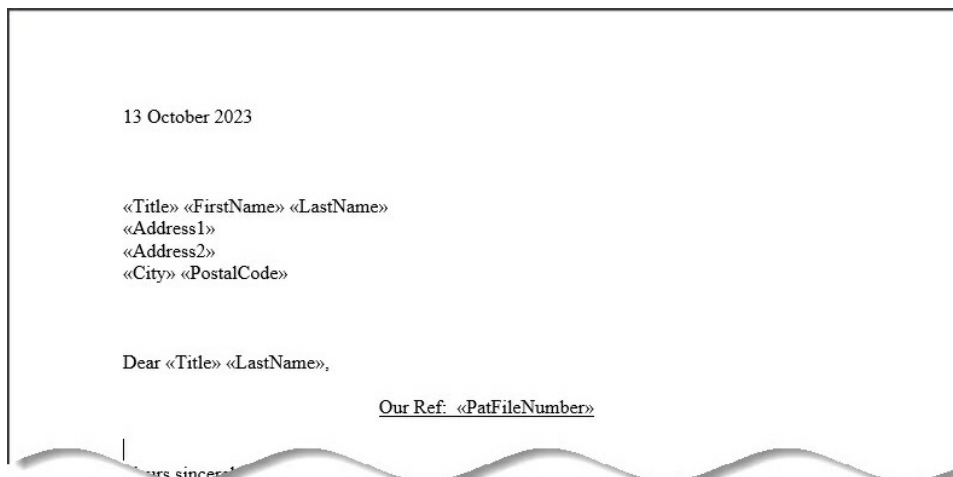 13 October 2023
«Title» «FirstName» «LastName»
«Address1»
«Address2»
«City» «PostalCode»
Dear «Title» «LastName»,
Our Ref:  «PatFileNumber»